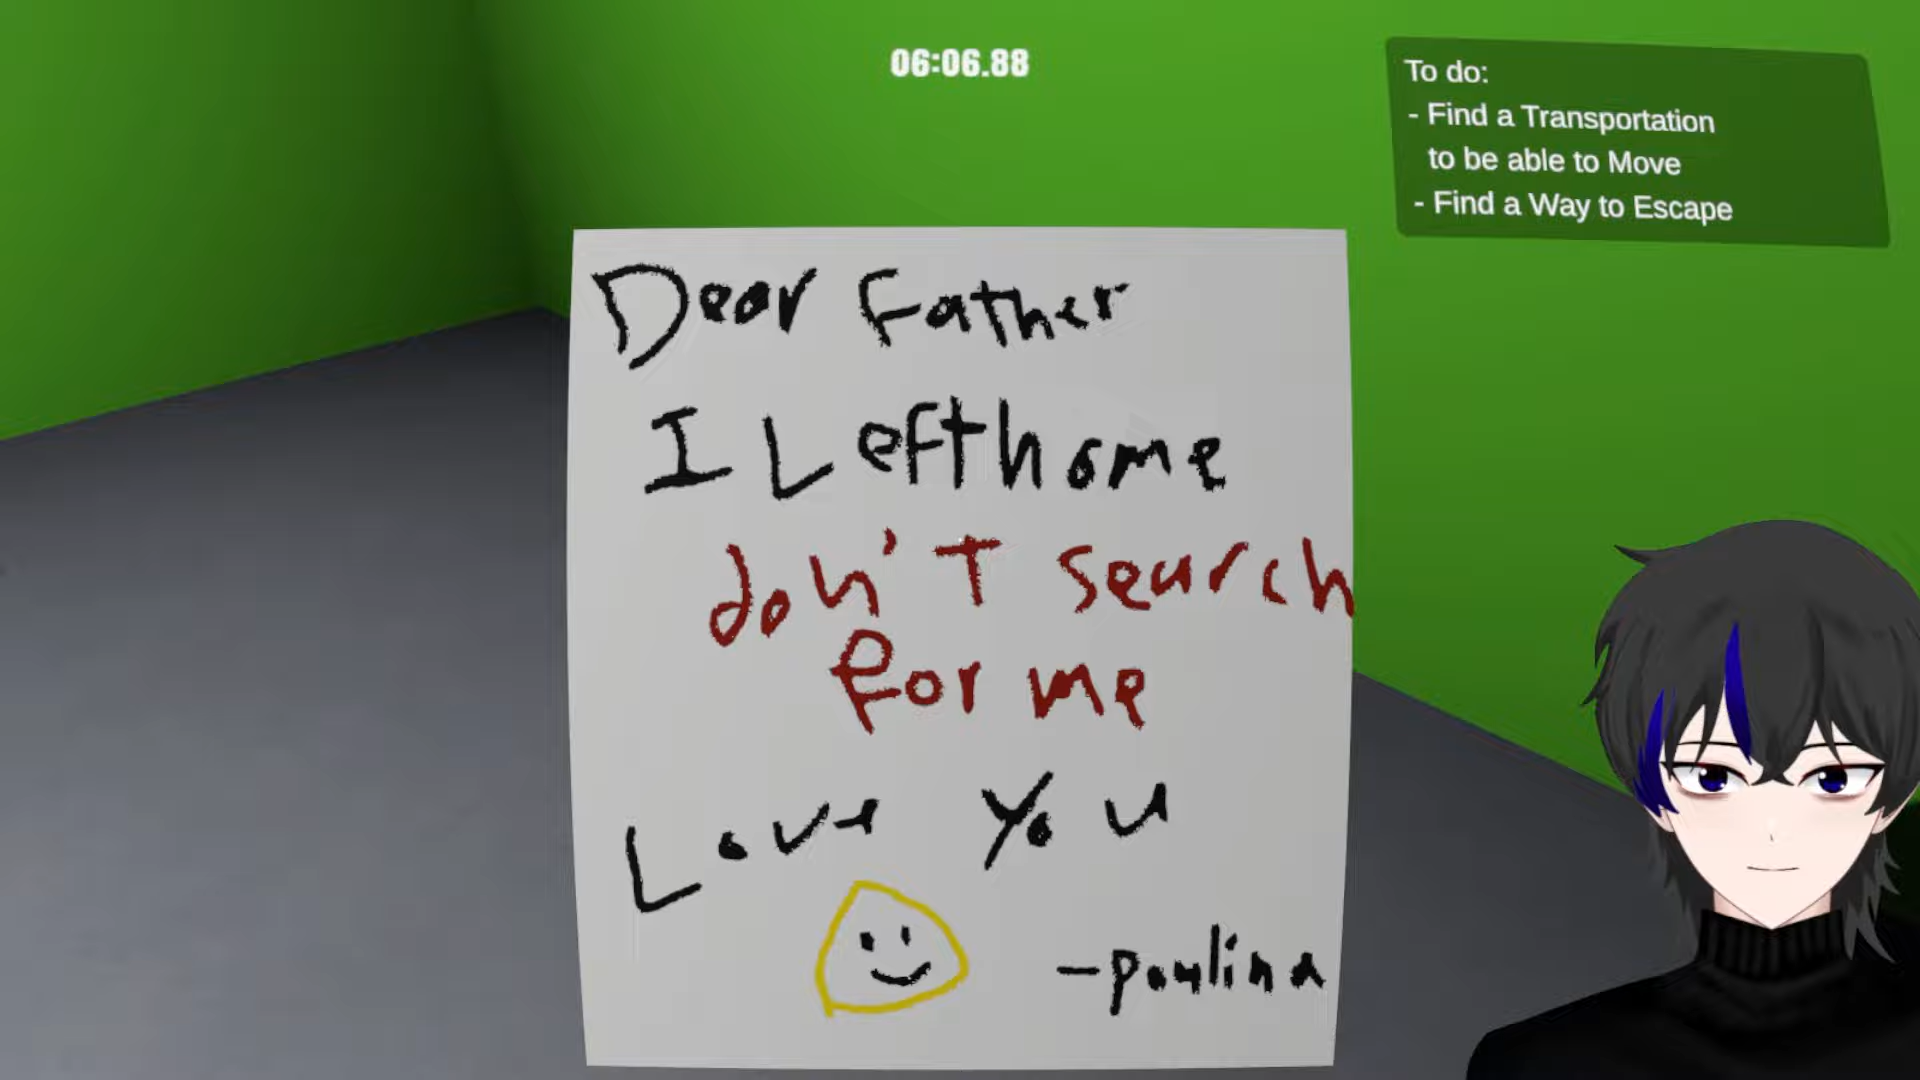 06:06.88
To do:
- Find a Transportation
to be able to Move
- Find a Way to Escape
Dear Father
I Left home
don't search
for me
Love You
-paulina